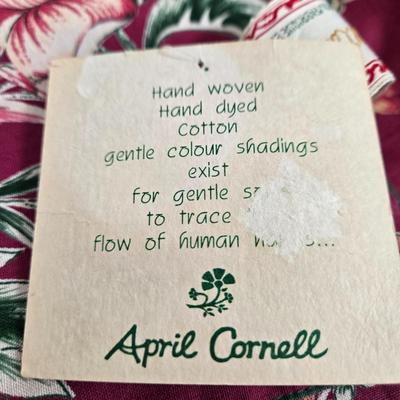 Hand woven
Hand dyed
Cotton
gentle colour shadings
exist
for gentle
to trace
flow of human
April Cornell